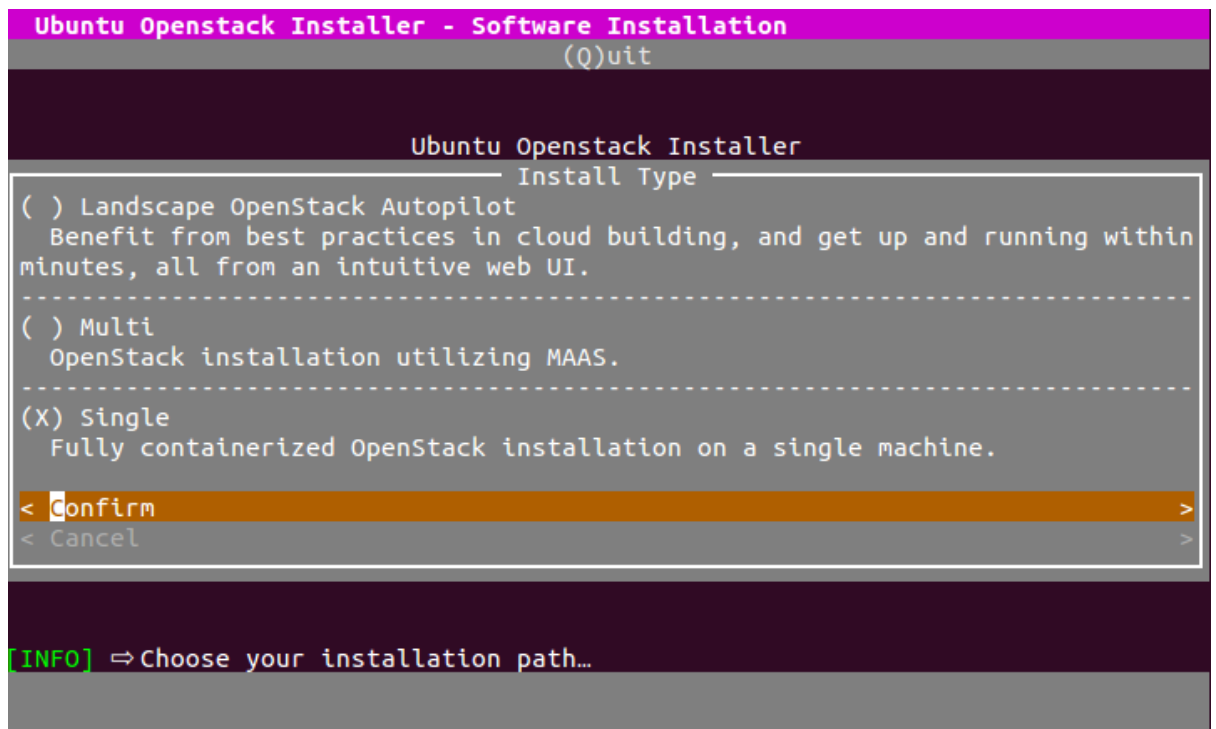 Ubuntu Openstack Installer - Software Installation
(Q)uit
Ubuntu Openstack Installer
Install Type
( ) Landscape OpenStack Autopilot
Benefit from best practices in cloud building, and get up and running within
minutes, all from an intuitive web UI.
-------------------------------------------------------------------------------
( ) Multi
OpenStack installation utilizing MAAS.
-------------------------------------------------------------------------------
(X) Single
Fully containerized OpenStack installation on a single machine.
< Confirm >
< Cancel >
[INFO] ⇨ Choose your installation path…